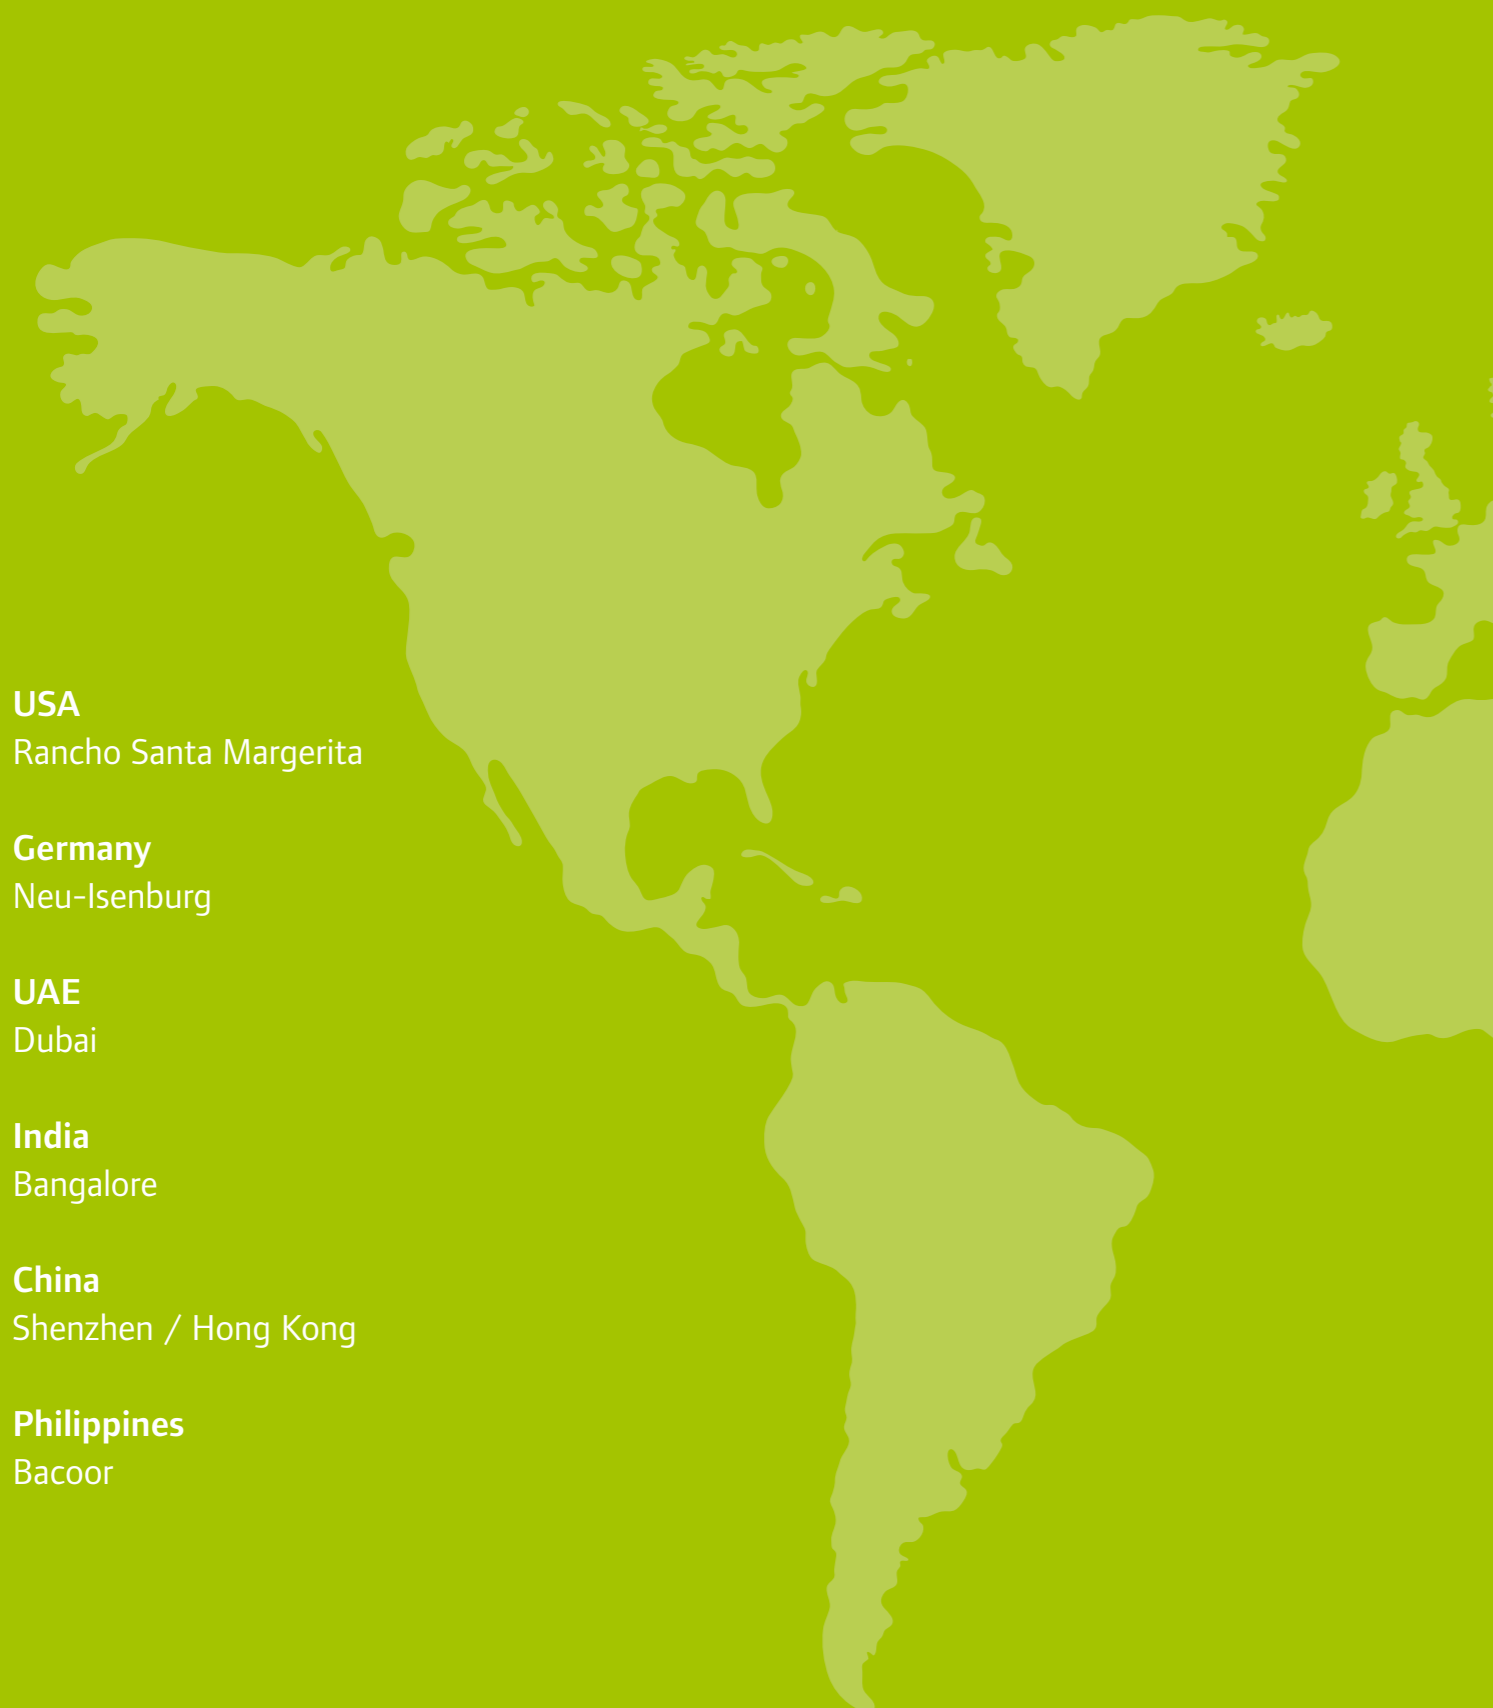 USA
Rancho Santa Margerita
Germany
Neu-Isenburg
UAE
Dubai
India
Bangalore
China
Shenzhen / Hong Kong
Philippines
Bacoor